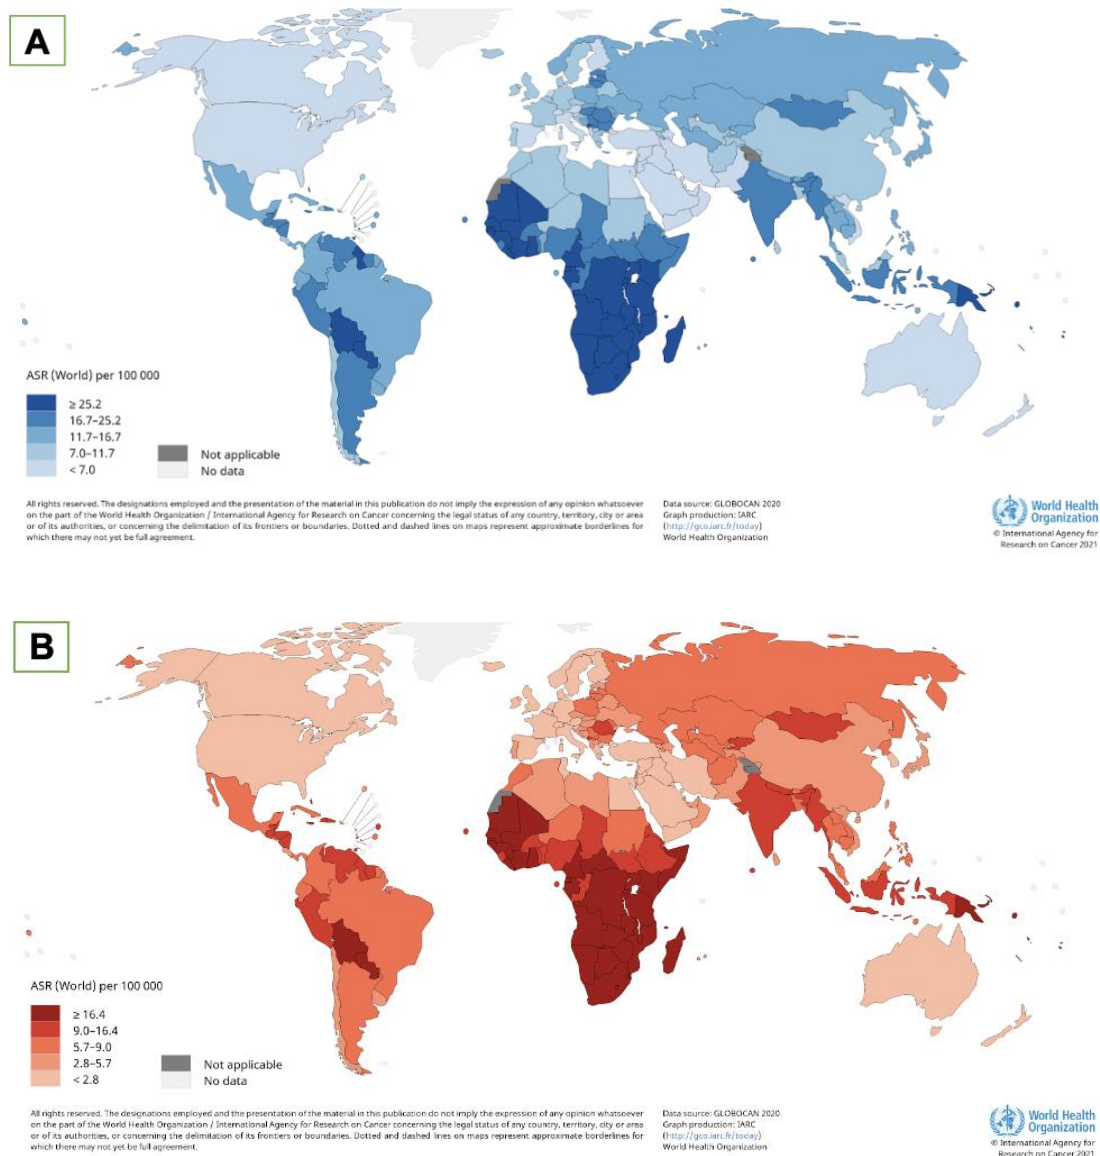 A
ASR (World) per 100 000
≥ 25.2
16.7–25.2
11.7–16.7
7.0–11.7
< 7.0
Not applicable
No data
All rights reserved. The designations employed and the presentation of the material in this publication do not imply the expression of any opinion whatsoever
on the part of the World Health Organization / International Agency for Research on Cancer concerning the legal status of any country, territory, city or area
or of its authorities, or concerning the delimitation of its frontiers or boundaries. Dotted and dashed lines on maps represent approximate borderlines for
which there may not yet be full agreement.
Data source: GLOBOCAN 2020
Graph production: IARC
(http://gco.iarc.fr/today)
World Health Organization
World Health
Organization
© International Agency for
Research on Cancer 2021
B
ASR (World) per 100 000
≥ 16.4
9.0–16.4
5.7–9.0
2.8–5.7
< 2.8
Not applicable
No data
All rights reserved. The designations employed and the presentation of the material in this publication do not imply the expression of any opinion whatsoever
on the part of the World Health Organization / International Agency for Research on Cancer concerning the legal status of any country, territory, city or area
or of its authorities, or concerning the delimitation of its frontiers or boundaries. Dotted and dashed lines on maps represent approximate borderlines for
which there may not yet be full agreement.
Data source: GLOBOCAN 2020
Graph production: IARC
(http://gco.iarc.fr/today)
World Health Organization
World Health
Organization
© International Agency for
Research on Cancer 2021